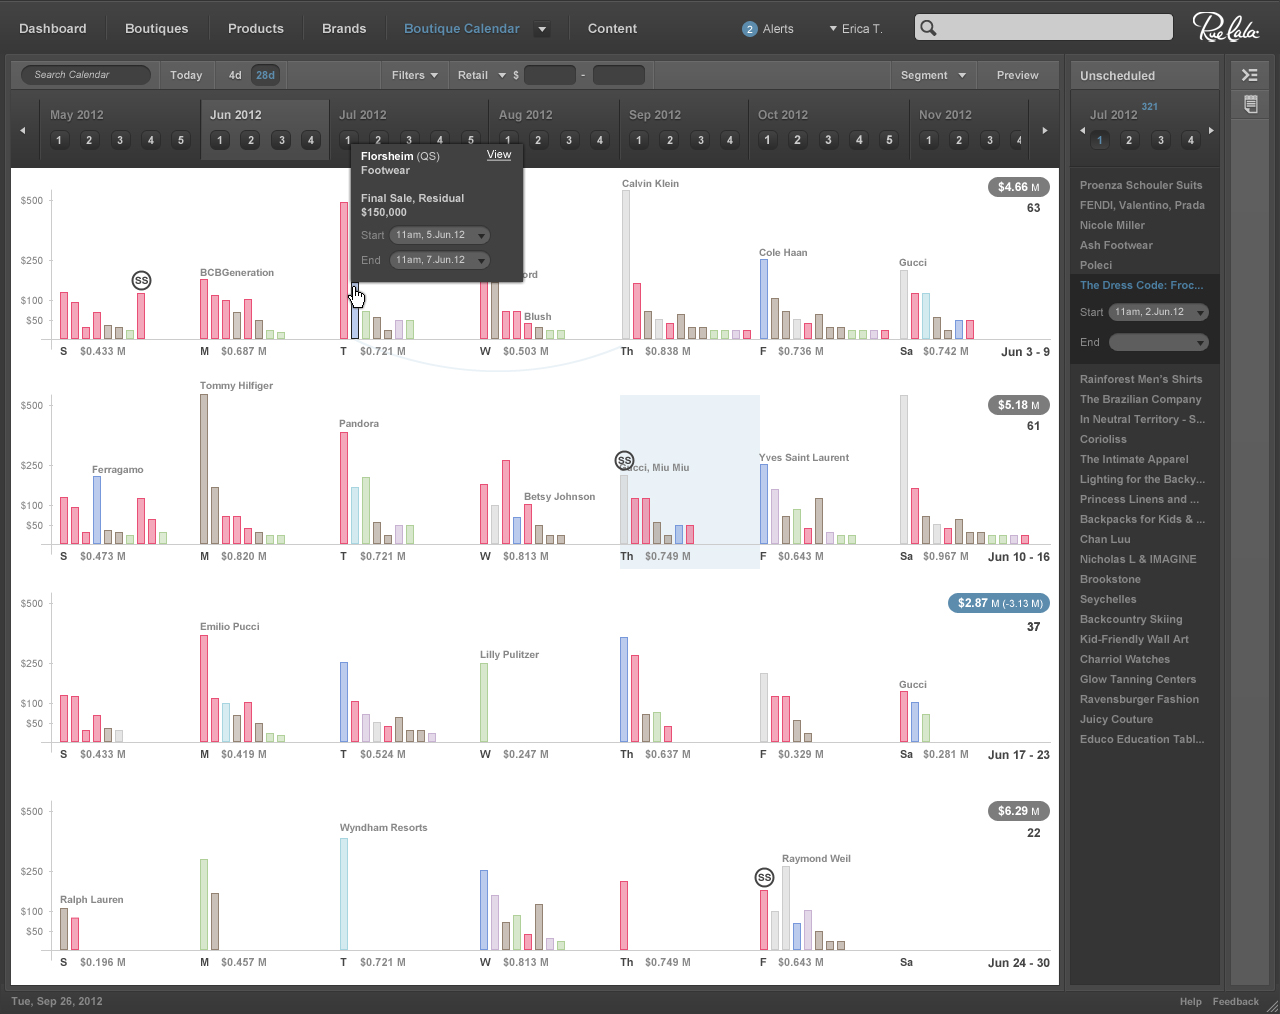 Dashboard
Boutiques
Products
Brands
Boutique Calendar
Content
2 Alerts
Erica T.
Rue La La
Search Calendar
Today
4d
28d
Filters
Retail
$
-
Segment
Preview
Unscheduled
May 2012
1 2 3 4 5
Jun 2012
1 2 3 4
Jul 2012
1 2 3 4 5
Aug 2012
1 2 3 4
Sep 2012
1 2 3 4
Oct 2012
1 2 3 4 5
Nov 2012
1 2 3 4
Jul 2012 321
1 2 3 4
Florsheim (QS) View
Footwear
Final Sale, Residual
$150,000
Start 11am, 5.Jun.12
End 11am, 7.Jun.12
$500
$250
$100
$50
SS
BCBGeneration
ord
Blush
Calvin Klein
Cole Haan
Gucci
$4.66 M
63
S $0.433 M
M $0.687 M
T $0.721 M
W $0.503 M
Th $0.838 M
F $0.736 M
Sa $0.742 M
Jun 3 - 9
$500
$250
$100
$50
Ferragamo
Tommy Hilfiger
Pandora
Betsy Johnson
SS
Gucci, Miu Miu
Yves Saint Laurent
$5.18 M
61
S $0.473 M
M $0.820 M
T $0.721 M
W $0.813 M
Th $0.749 M
F $0.643 M
Sa $0.967 M
Jun 10 - 16
$500
$250
$100
$50
Emilio Pucci
Lilly Pulitzer
Gucci
$2.87 M (-3.13 M)
37
S $0.433 M
M $0.419 M
T $0.524 M
W $0.247 M
Th $0.637 M
F $0.329 M
Sa $0.281 M
Jun 17 - 23
$500
$250
$100
$50
Ralph Lauren
Wyndham Resorts
SS
Raymond Weil
$6.29 M
22
S $0.196 M
M $0.457 M
T $0.721 M
W $0.813 M
Th $0.749 M
F $0.643 M
Sa
Jun 24 - 30
Proenza Schouler Suits
FENDI, Valentino, Prada
Nicole Miller
Ash Footwear
Poleci
The Dress Code: Froc...
Start 11am, 2.Jun.12
End
Rainforest Men's Shirts
The Brazilian Company
In Neutral Territory - S...
Corioliss
The Intimate Apparel
Lighting for the Backy...
Princess Linens and ...
Backpacks for Kids & ...
Chan Luu
Nicholas L & IMAGINE
Brookstone
Seychelles
Backcountry Skiing
Kid-Friendly Wall Art
Charriol Watches
Glow Tanning Centers
Ravensburger Fashion
Juicy Couture
Educo Education Tabl...
Tue, Sep 26, 2012
Help
Feedback